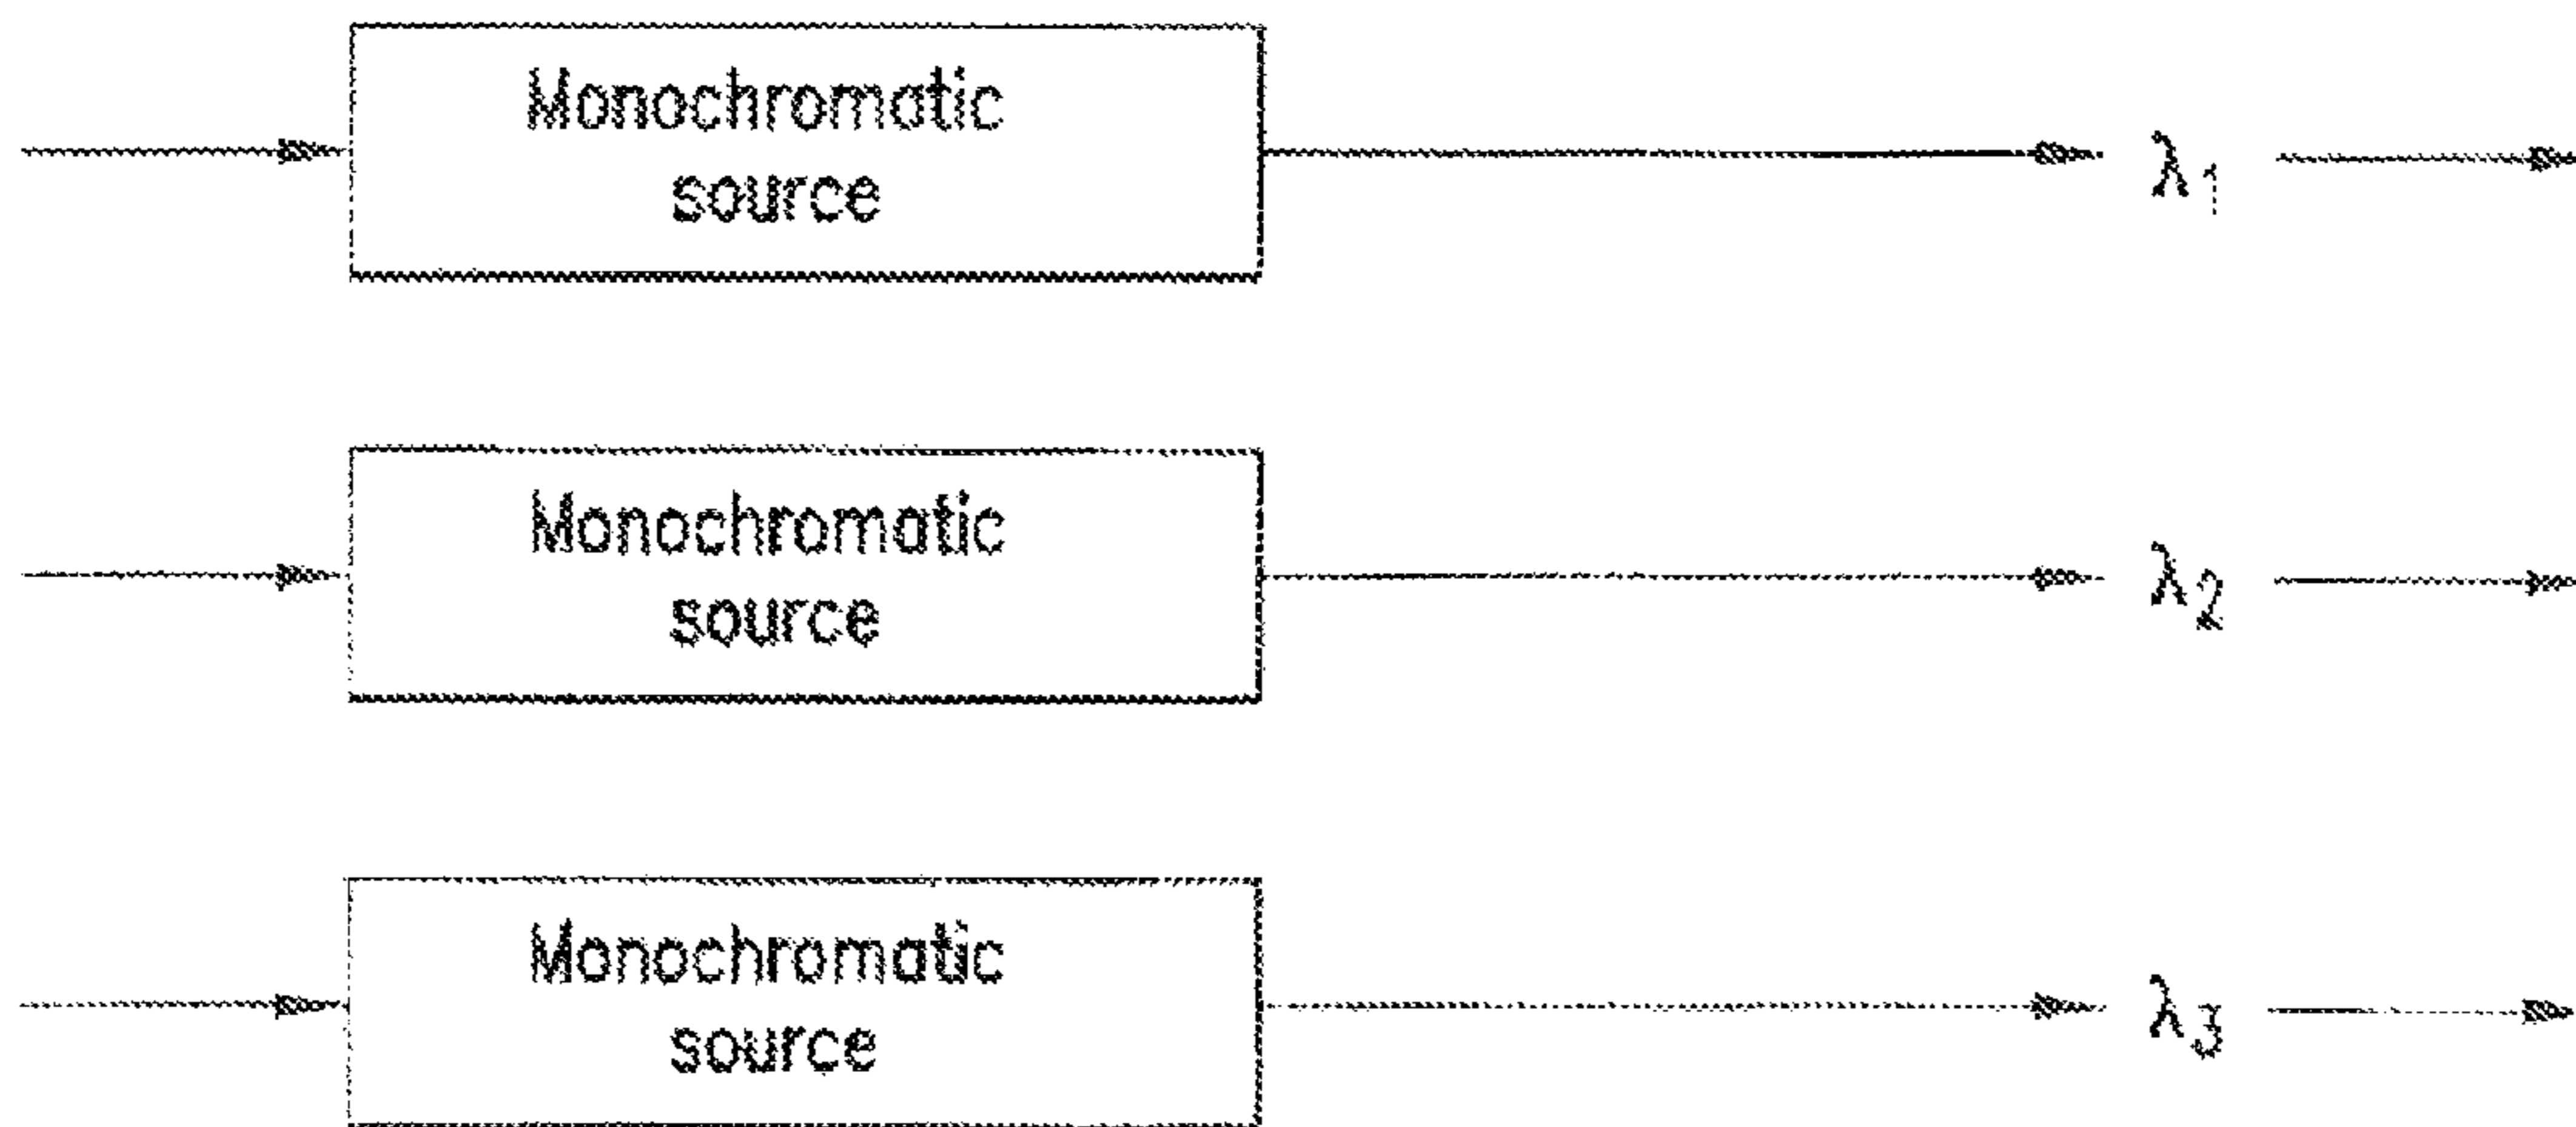 Monochromatic
source
λ1
Monochromatic
source
λ2
Monochromatic
source
λ3